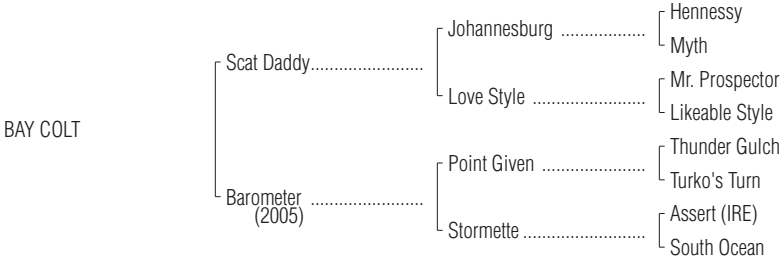 Hennessy
Johannesburg ....................
Myth
Scat Daddy.......................
Mr. Prospector
Love Style .......................
Likeable Style
BAY COLT
Thunder Gulch
Point Given .....................
Turko's Turn
Barometer .......................
(2005)
Assert (IRE)
Stormette .........................
South Ocean